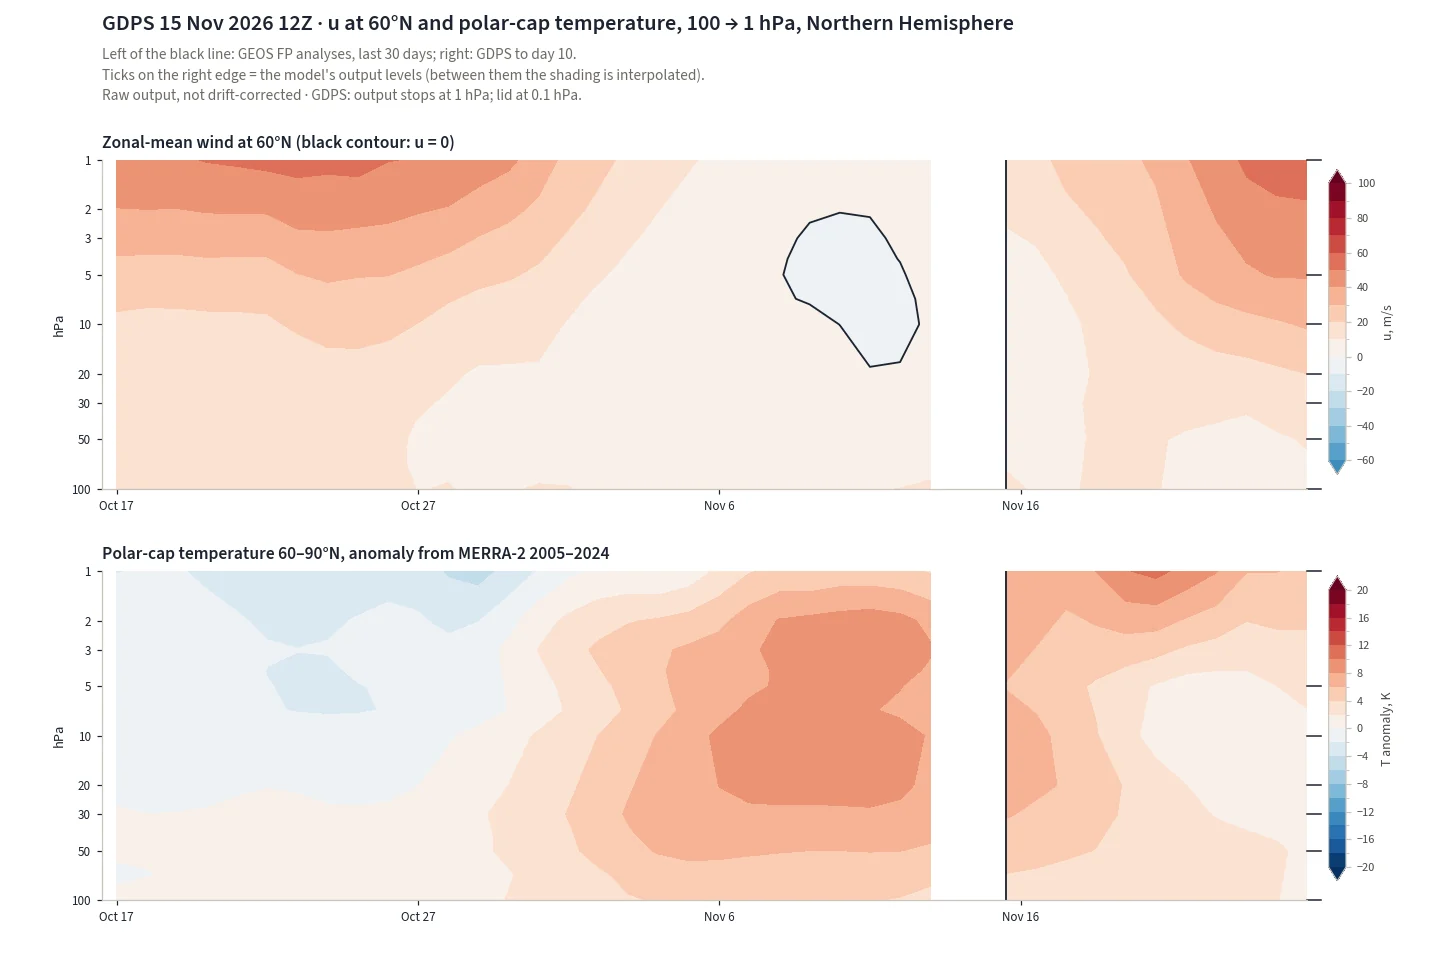 GDPS 15 Nov 2026 12Z · u at 60°N and polar-cap temperature, 100 → 1 hPa, Northern Hemisphere
Left of the black line: GEOS FP analyses, last 30 days; right: GDPS to day 10.
Ticks on the right edge = the model's output levels (between them the shading is interpolated).
Raw output, not drift-corrected · GDPS: output stops at 1 hPa; lid at 0.1 hPa.
Zonal-mean wind at 60°N (black contour: u = 0)
1
2
3
5
10
20
30
50
100
hPa
Oct 17
Oct 27
Nov 6
Nov 16
100
80
60
40
20
0
−20
−40
−60
u, m/s
Polar-cap temperature 60–90°N, anomaly from MERRA-2 2005–2024
1
2
3
5
10
20
30
50
100
hPa
Oct 17
Oct 27
Nov 6
Nov 16
20
16
12
8
4
0
−4
−8
−12
−16
−20
T anomaly, K